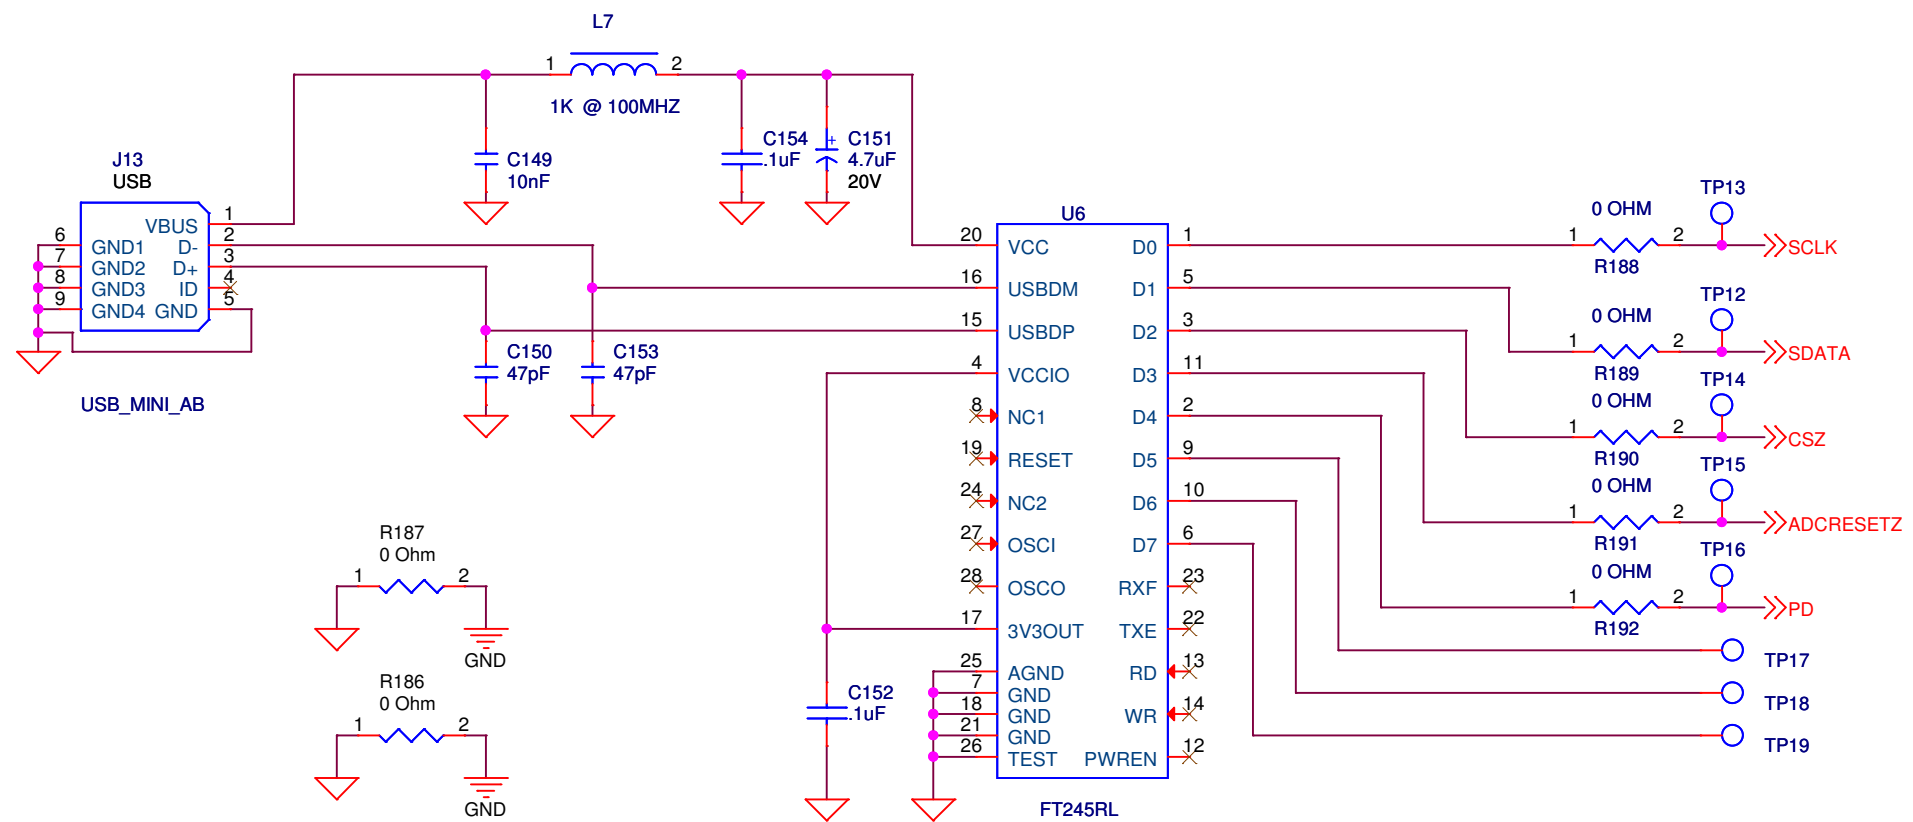 L7
1 2
1K @ 100MHZ
C154
.1uF
C151
4.7uF
20V
+
C149
10nF
J13
USB
VBUS 1
6 GND1 D- 2
7 GND2 D+ 3
8 GND3 ID 4
9 GND4 GND 5
USB_MINI_AB
C150
47pF
C153
47pF
U6
20 VCC D0 1
16 USBDM D1 5
15 USBDP D2 3
4 VCCIO D3 11
8 NC1 D4 2
19 RESET D5 9
24 NC2 D6 10
27 OSCI D7 6
28 OSCO RXF 23
17 3V3OUT TXE 22
25 AGND RD 13
7 GND
18 GND WR 14
21 GND
26 TEST PWREN 12
FT245RL
C152
.1uF
R187
0 Ohm
1 2
GND
R186
0 Ohm
1 2
GND
TP13
0 OHM
1 2
SCLK
R188
TP12
0 OHM
1 2
SDATA
R189
TP14
0 OHM
1 2
CSZ
R190
TP15
0 OHM
1 2
ADCRESETZ
R191
TP16
0 OHM
1 2
PD
R192
TP17
TP18
TP19